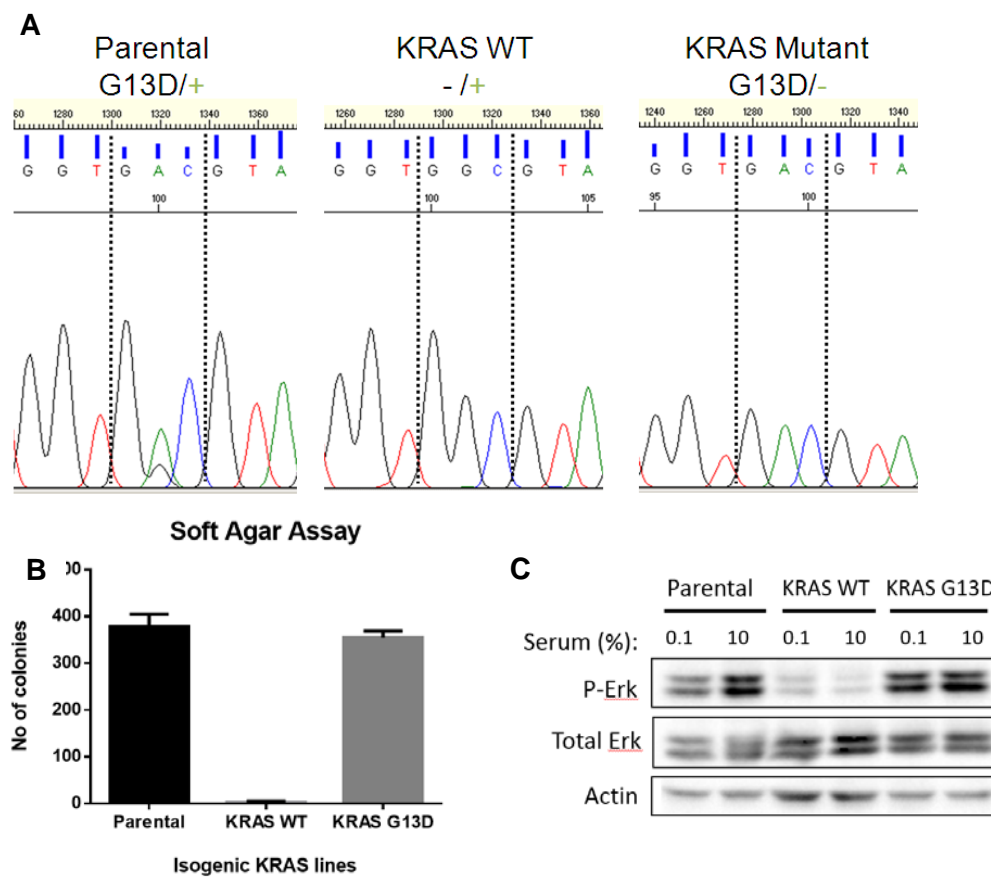 A
Parental
G13D/+
KRAS WT
- /+
KRAS Mutant
G13D/-
60 1280 1300 1320 1340 1360
G G T G A C G T A
100
1260 1280 1300 1320 1340 1360
G G T G G C G T A
100 105
1240 1260 1280 1300 1320 1340
G G T G A C G T A
95 100
Soft Agar Assay
B
400
300
200
100
0
No of colonies
Parental KRAS WT KRAS G13D
Isogenic KRAS lines
C
Parental KRAS WT KRAS G13D
Serum (%): 0.1 10 0.1 10 0.1 10
P-Erk
Total Erk
Actin